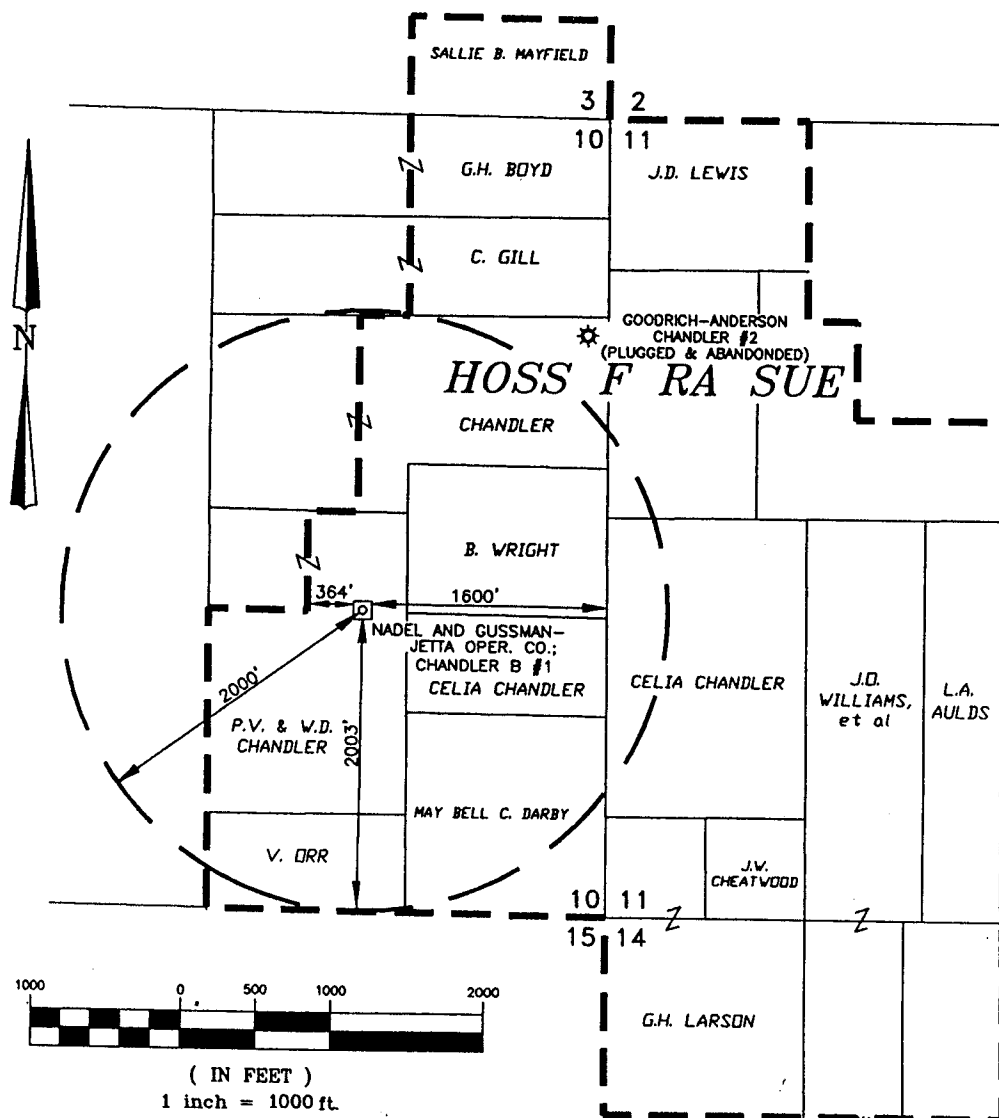 SALLIE B. MAYFIELD
3 2
10 11
G.H. BOYD
J.D. LEWIS
C. GILL
N
GOODRICH-ANDERSON
CHANDLER #2
(PLUGGED & ABANDONDED)
HOSS F RA SUE
CHANDLER
B. WRIGHT
364'
1600'
NADEL AND GUSSMAN-
JETTA OPER. CO.;
CHANDLER B #1
CELIA CHANDLER
CELIA CHANDLER
J.D.
WILLIAMS,
et al
L.A.
AULDS
2000'
2003'
P.V. & W.D.
CHANDLER
MAY BELL C. DARBY
V. ORR
J.W.
CHEATWOOD
10 11
15 14
G.H. LARSON
1000 0 500 1000 2000
( IN FEET )
1 inch = 1000 ft.